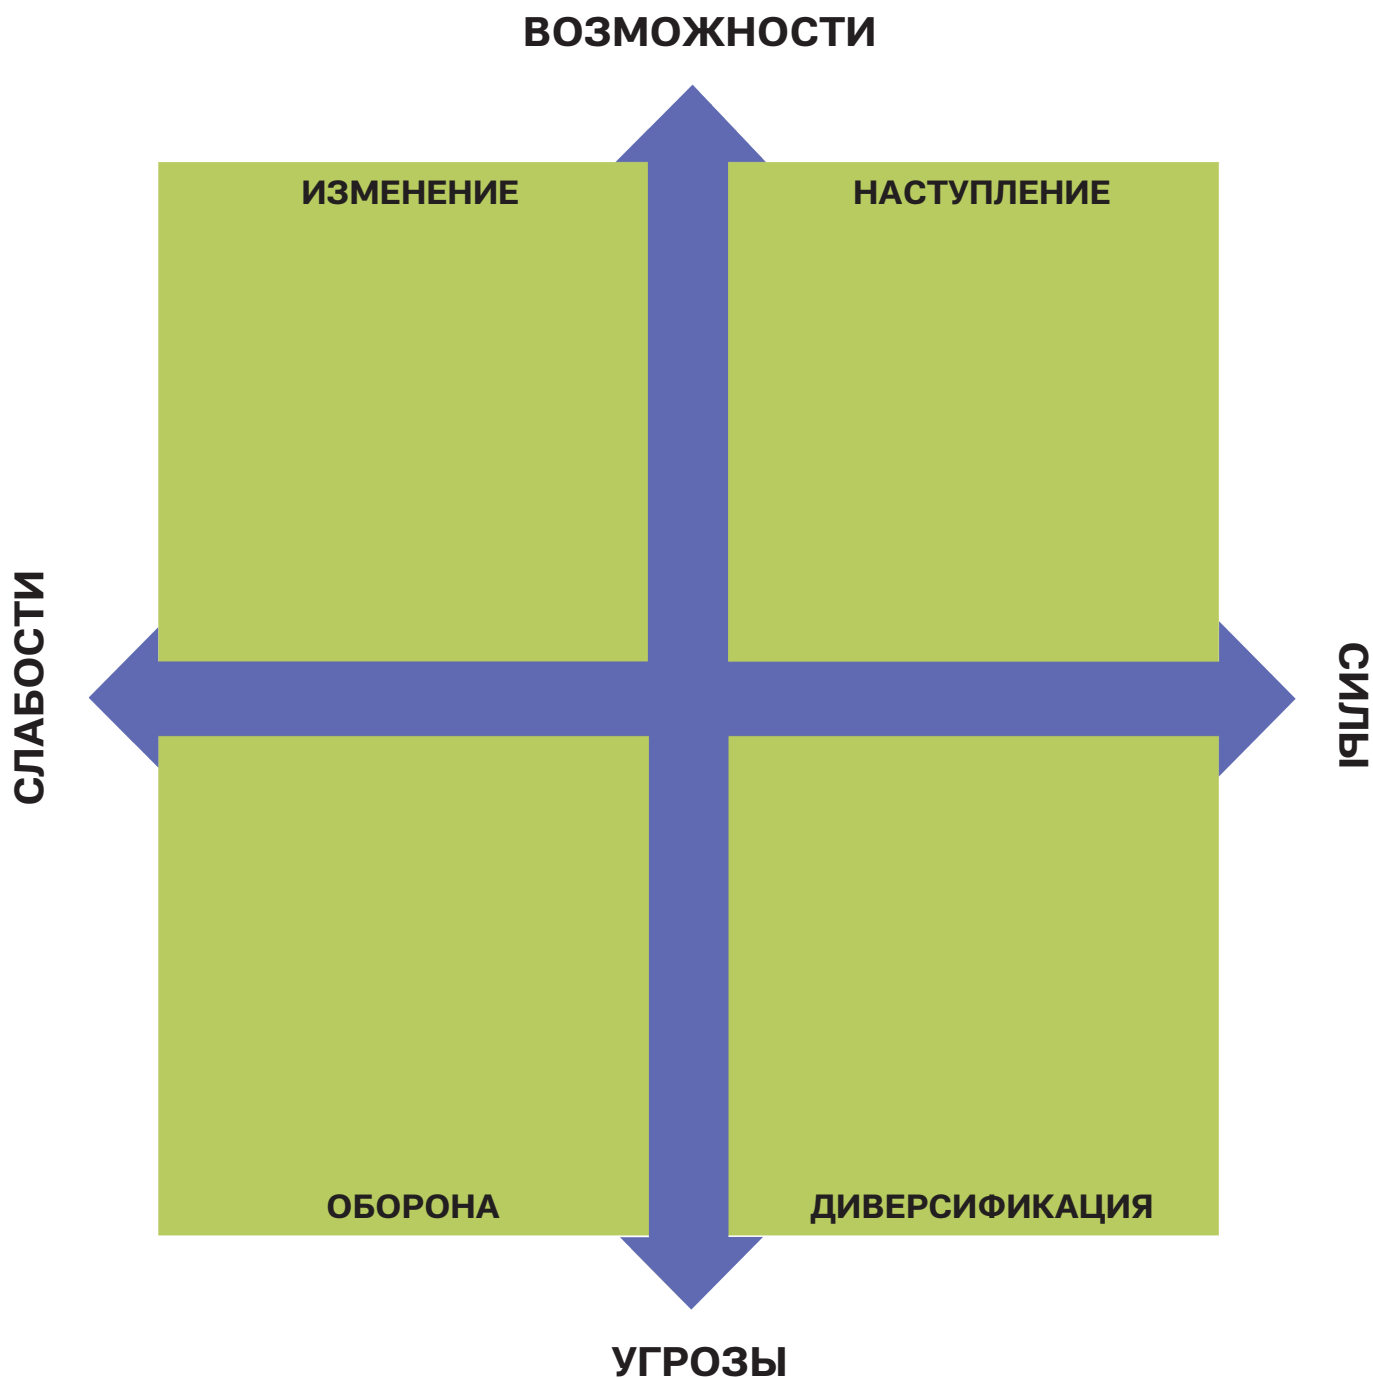 ВОЗМОЖНОСТИ
ИЗМЕНЕНИЕ
НАСТУПЛЕНИЕ
СЛАБОСТИ
СИЛЫ
ОБОРОНА
ДИВЕРСИФИКАЦИЯ
УГРОЗЫ